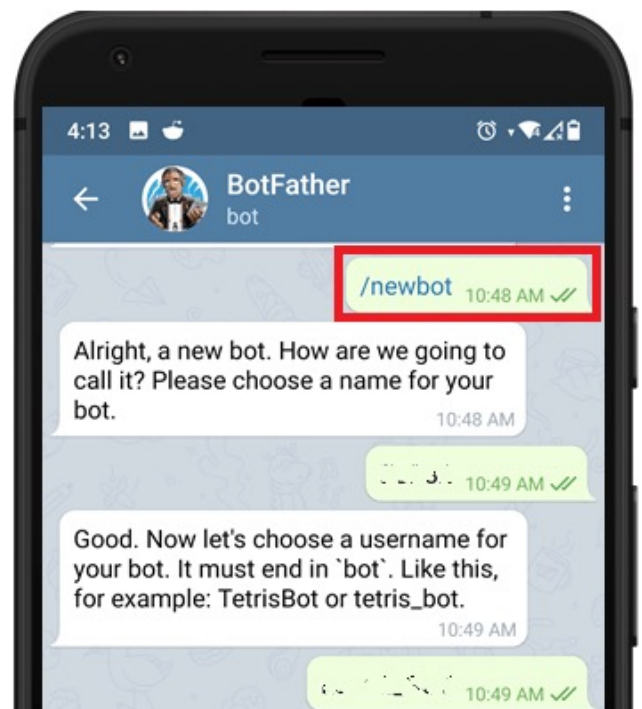 4:13
BotFather
bot
/newbot 10:48 AM
Alright, a new bot. How are we going to
call it? Please choose a name for your
bot.
10:48 AM
10:49 AM
Good. Now let's choose a username for
your bot. It must end in `bot`. Like this,
for example: TetrisBot or tetris_bot.
10:49 AM
10:49 AM